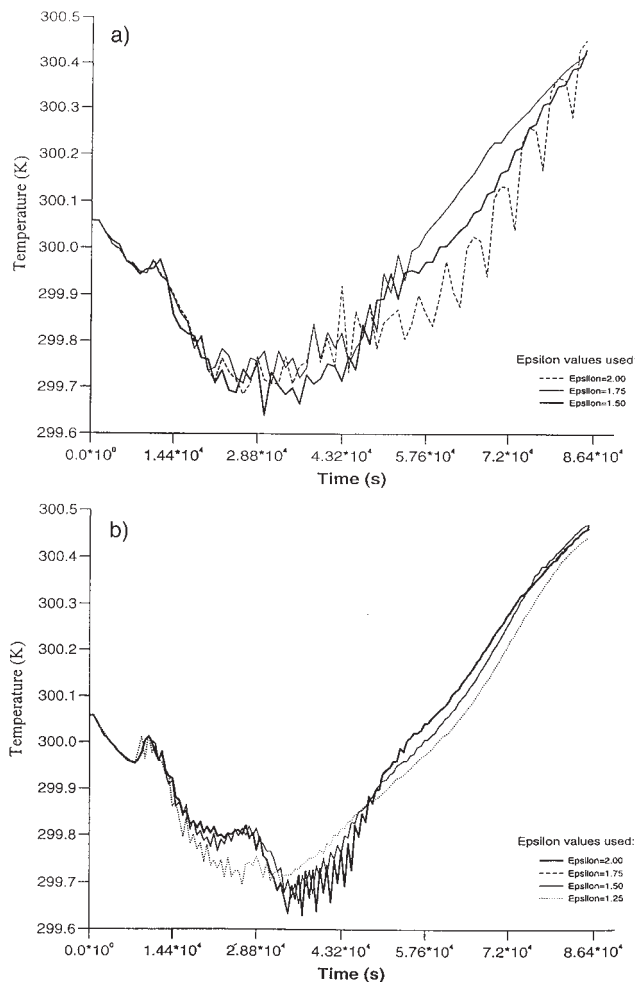 a)
300.5
300.4
300.3
300.2
300.1
300.0
299.9
299.8
299.7
299.6
Temperature (K)
0.0*10⁰ 1.44*10⁴ 2.88*10⁴ 4.32*10⁴ 5.76*10⁴ 7.2*10⁴ 8.64*10⁴
Time (s)
Epsilon values used:
Epsilon=2.00
Epsilon=1.75
Epsilon=1.50
b)
300.5
300.4
300.3
300.2
300.1
300.0
299.9
299.8
299.7
299.6
Temperature (K)
0.0*10⁰ 1.44*10⁴ 2.88*10⁴ 4.32*10⁴ 5.76*10⁴ 7.2*10⁴ 8.64*10⁴
Time (s)
Epsilon values used:
Epsilon=2.00
Epsilon=1.75
Epsilon=1.50
Epsilon=1.25